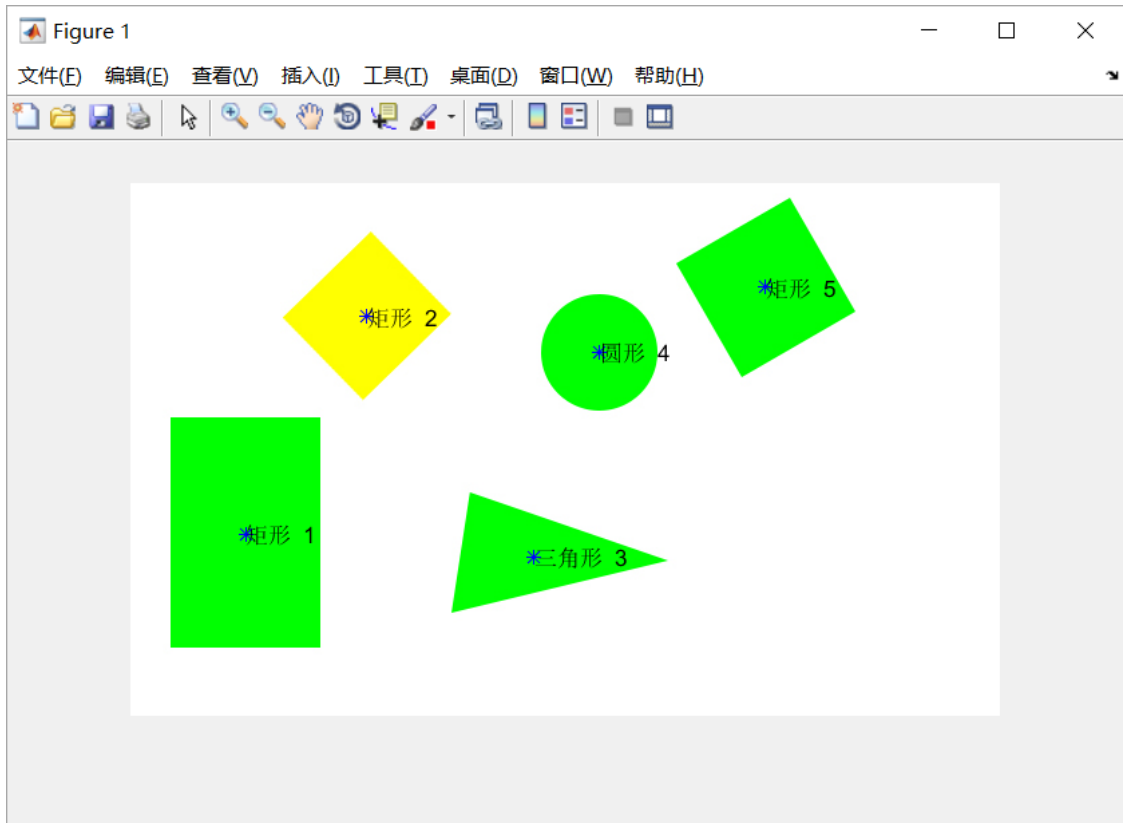 Figure 1
文件(F) 编辑(E) 查看(V) 插入(I) 工具(T) 桌面(D) 窗口(W) 帮助(H)
矩形 5
矩形 2
圆形 4
矩形 1
三角形 3